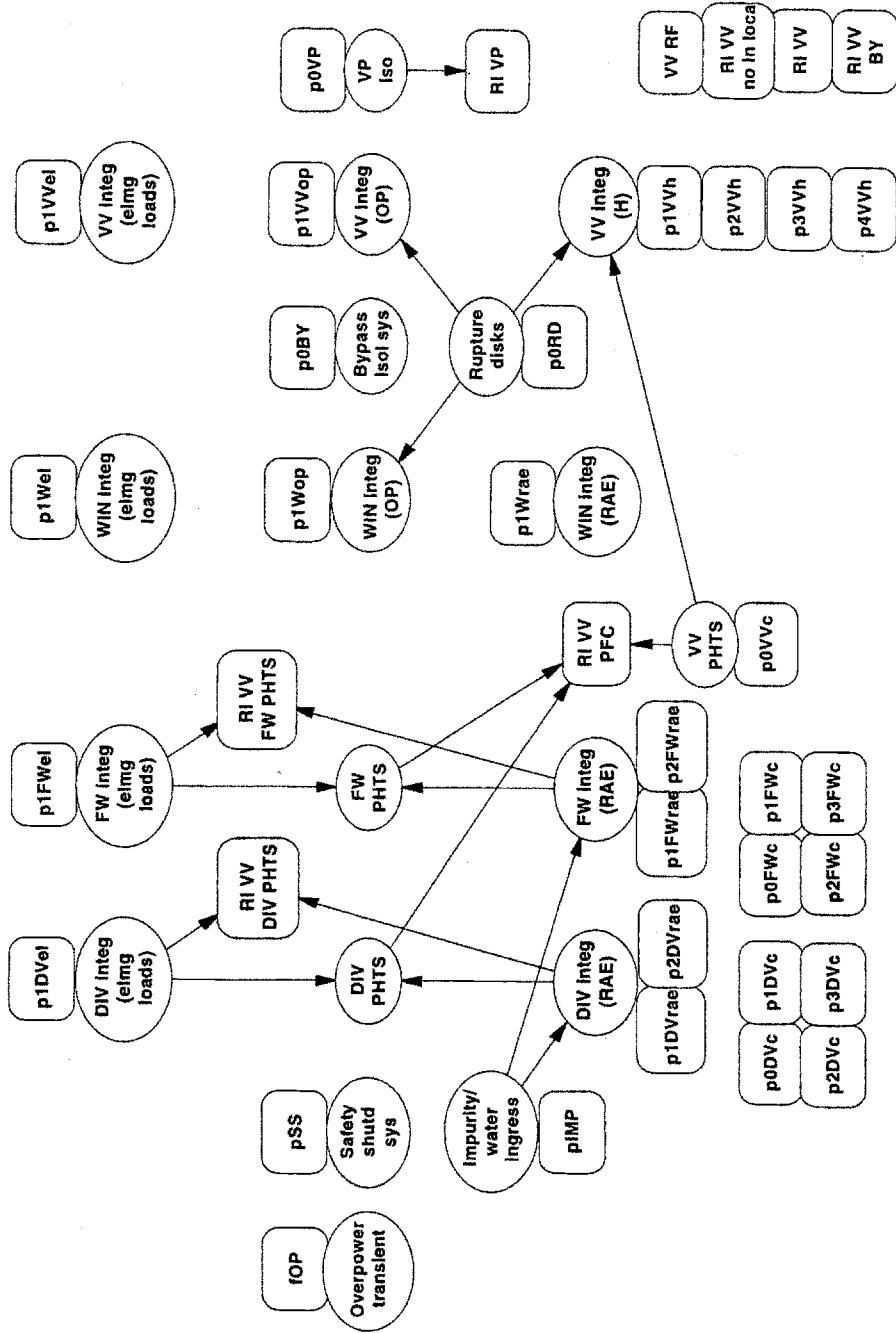 fOP
Overpower
transient
pSS
Safety
shutd
sys
Impurity/
water
ingress
pIMP
p1DVel
DIV integ
(elmg
loads)
RI VV
DIV PHTS
DIV
PHTS
DIV integ
(RAE)
p1DVrae
p2DVrae
p0DVc
p1DVc
p2DVc
p3DVc
p1FWel
FW integ
(elmg
loads)
RI VV
FW PHTS
FW
PHTS
FW integ
(RAE)
p1FWrae
p2FWrae
p0FWc
p1FWc
p2FWc
p3FWc
RI VV
PFC
VV
PHTS
p0VVc
p1Wel
WIN integ
(elmg
loads)
p1Wop
WIN integ
(OP)
p1Wrae
WIN integ
(RAE)
p0BY
Bypass
Isol sys
Rupture
disks
p0RD
p1VVel
VV integ
(elmg
loads)
p1VVop
VV integ
(OP)
VV integ
(H)
p1VVh
p2VVh
p3VVh
p4VVh
p0VP
VP
Iso
RI VP
VV RF
RI VV
no In loca
RI VV
RI VV
BY